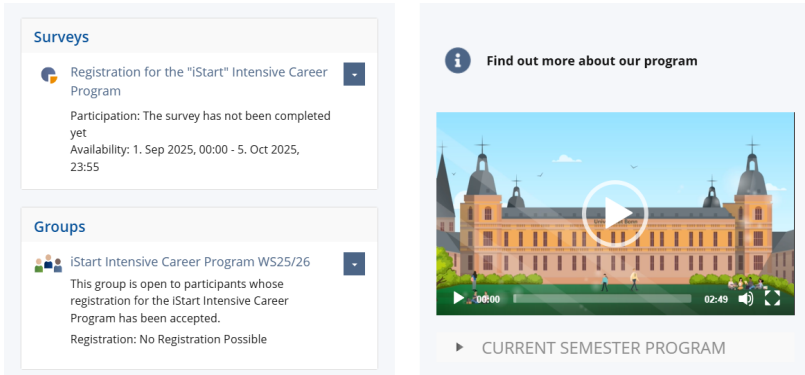 Surveys
Registration for the "iStart" Intensive Career
Program
Participation: The survey has not been completed
yet
Availability: 1. Sep 2025, 00:00 - 5. Oct 2025,
23:55
Groups
iStart Intensive Career Program WS25/26
This group is open to participants whose
registration for the iStart Intensive Career
Program has been accepted.
Registration: No Registration Possible
Find out more about our program
00:00
02:49
CURRENT SEMESTER PROGRAM